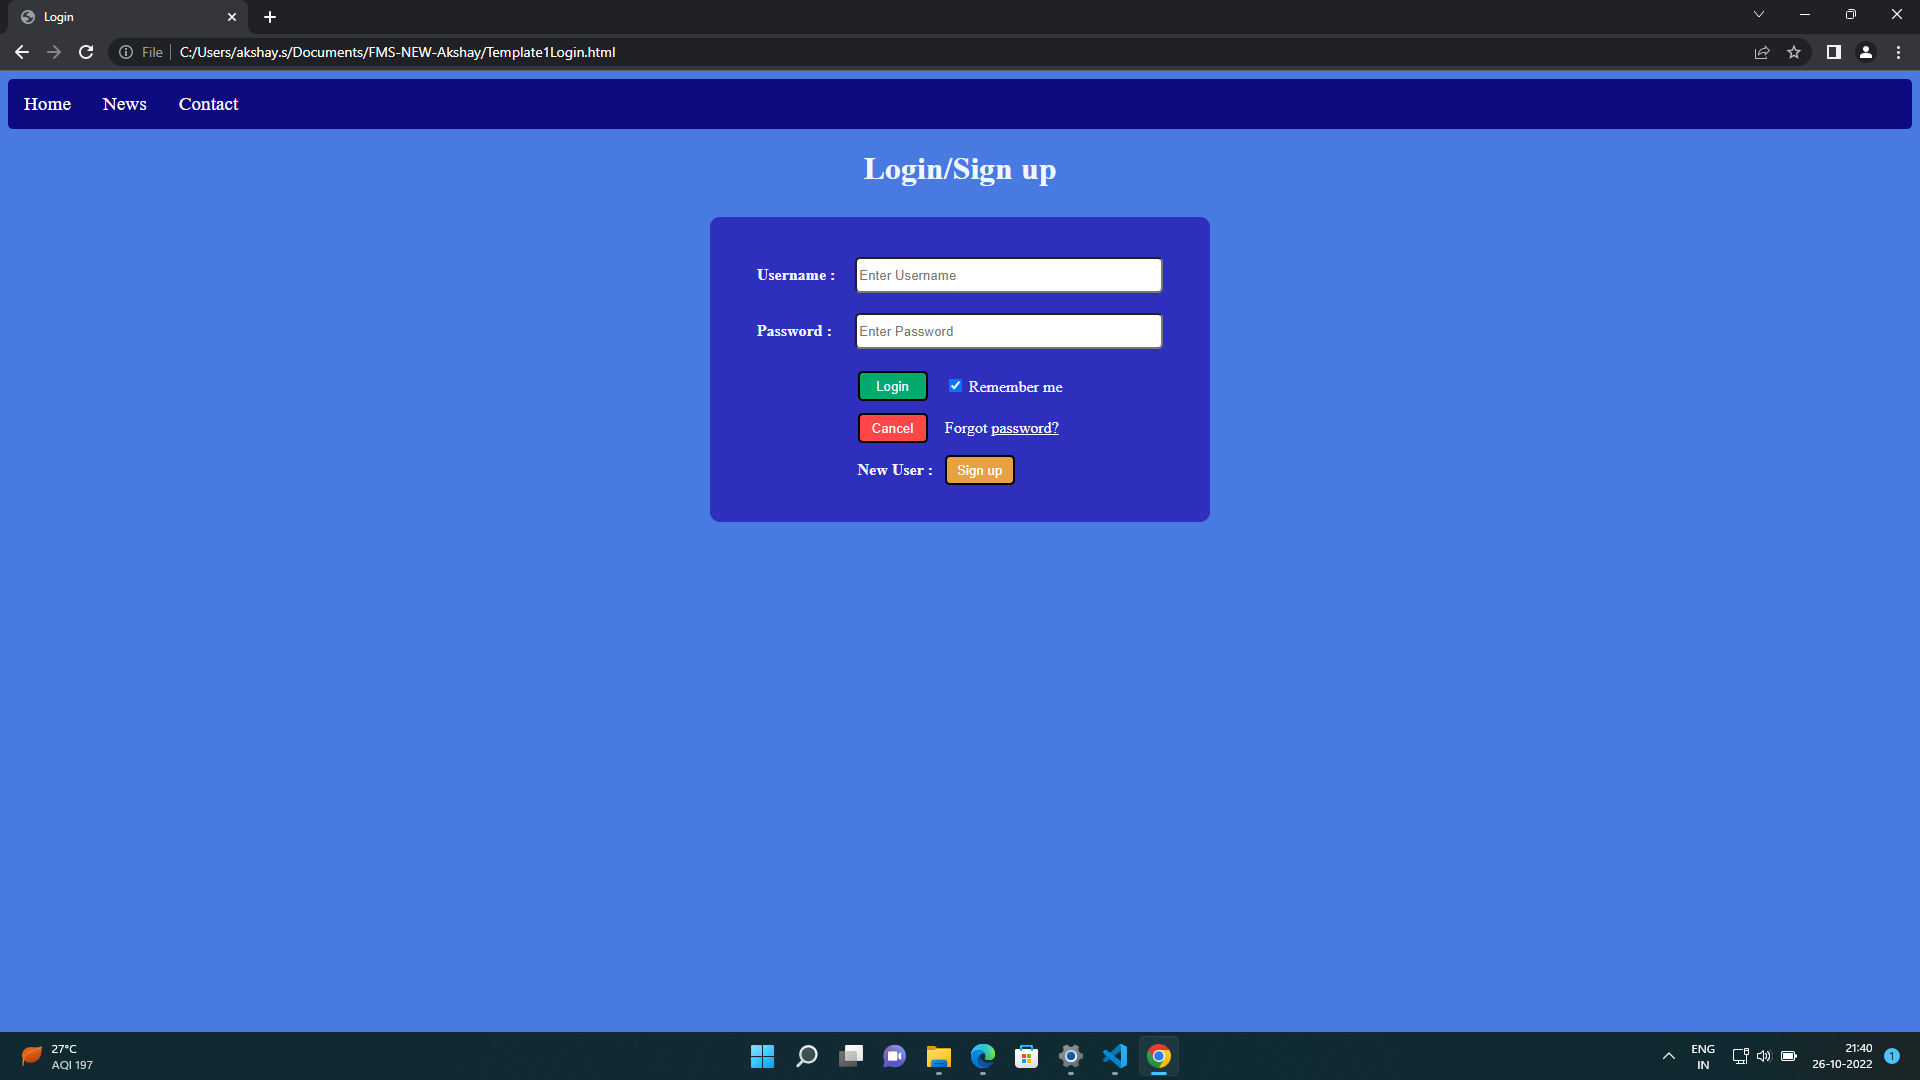 Login
File C:/Users/akshay.s/Documents/FMS-NEW-Akshay/Template1Login.html
Home News Contact
Login/Sign up
Username : Enter Username
Password : Enter Password
Login Remember me
Cancel Forgot password?
New User : Sign up
27°C
AQI 197
ENG
IN
21:40
26-10-2022
1